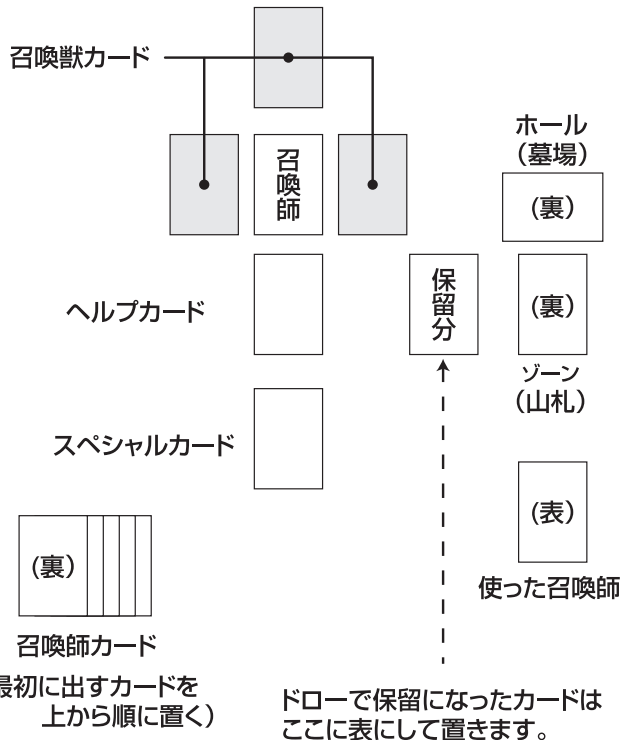 召喚獣カード
召喚師
ホール
(墓場)
(裏)
ヘルプカード
保留分
(裏)
ゾーン
(山札)
スペシャルカード
(表)
使った召喚師
(裏)
召喚師カード
最初に出すカードを
上から順に置く)
ドローで保留になったカードは
ここに表にして置きます。